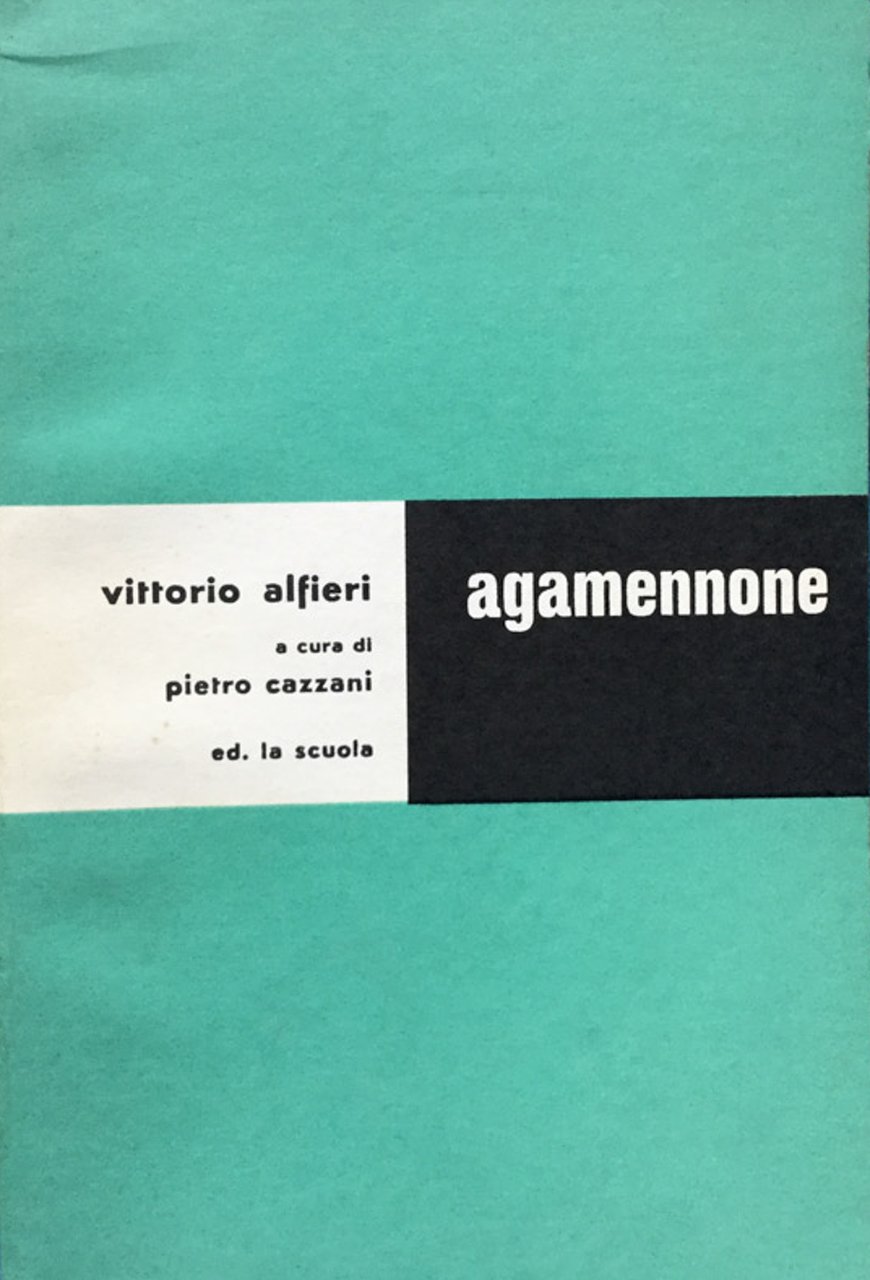 vittorio alfieri
a cura di
pietro cazzani
ed. la scuola
agamennone